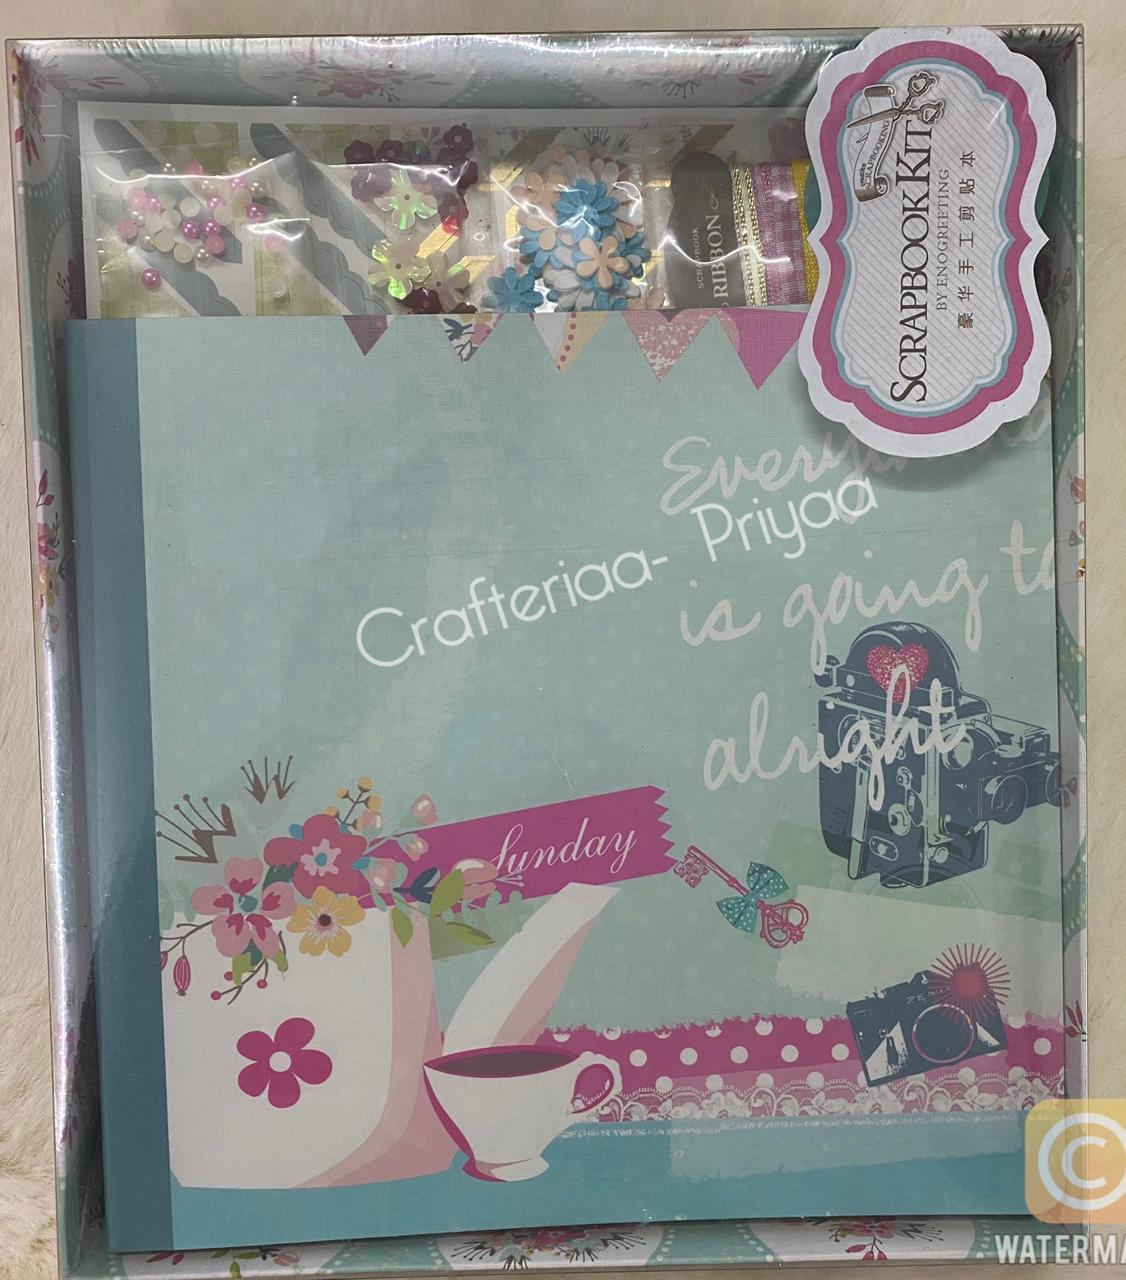 SCRAPBOOKING
SCRAPBOOK KIT
BY ENOGREETING
豪华手工剪贴本
SCRAPBOOK
RIBBON
is going to
alright
Crafteriaa- Priyaa
Sunday
©